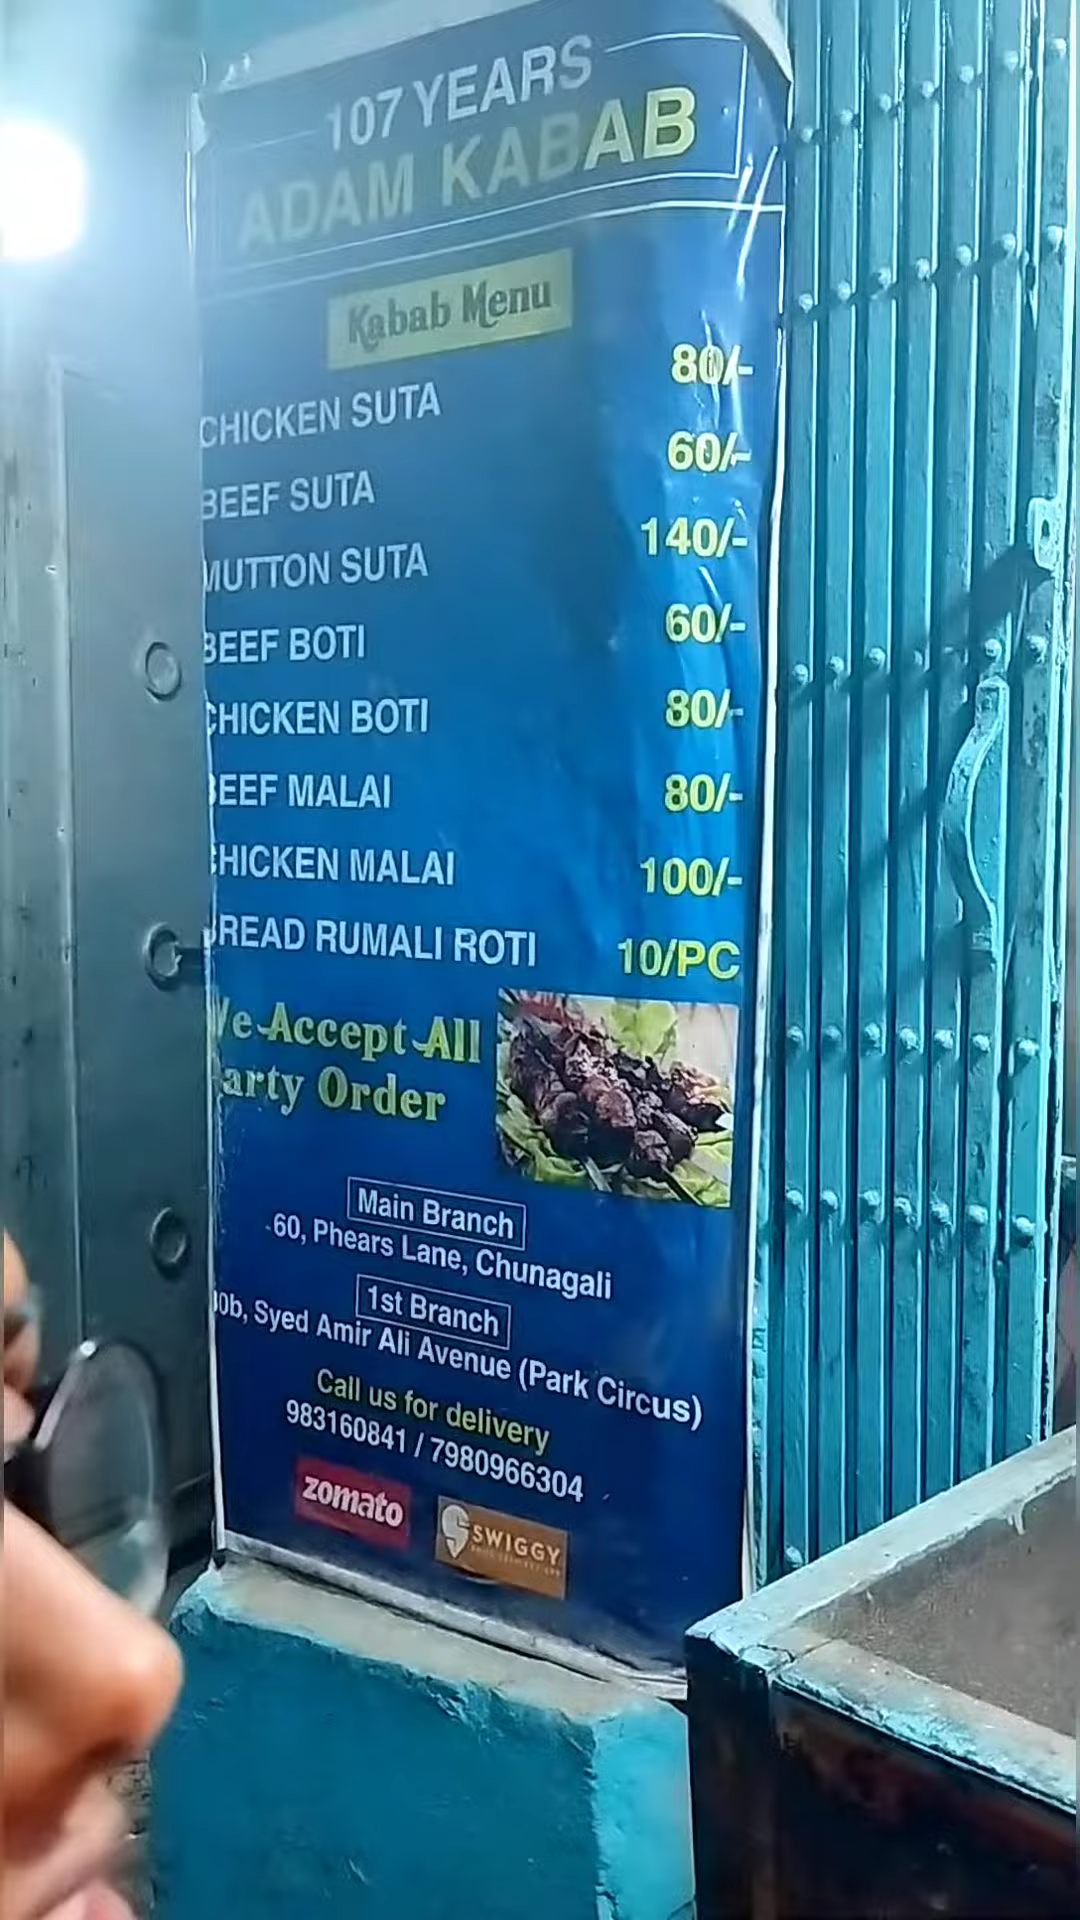 107 YEARS
ADAM KABAB
Kabab Menu
CHICKEN SUTA 80/-
BEEF SUTA 60/-
MUTTON SUTA 140/-
BEEF BOTI 60/-
CHICKEN BOTI 80/-
BEEF MALAI 80/-
CHICKEN MALAI 100/-
RUMALI ROTI 10/PC
We Accept All
Party Order
Main Branch
60, Phears Lane, Chunagali
1st Branch
Syed Amir Ali Avenue (Park Circus)
Call us for delivery
983160841 / 7980966304
zomato
SWIGGY